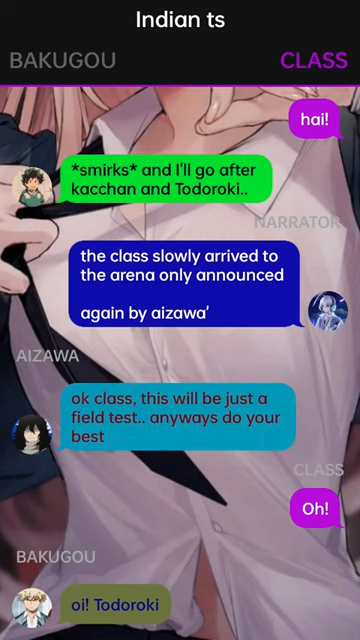 Indian ts
BAKUGOU
CLASS
hai!
*smirks* and I'll go after
kacchan and Todoroki..
NARRATOR
the class slowly arrived to
the arena only announced
again by aizawa'
AIZAWA
ok class, this will be just a
field test.. anyways do your
best
CLASS
Oh!
BAKUGOU
oi! Todoroki